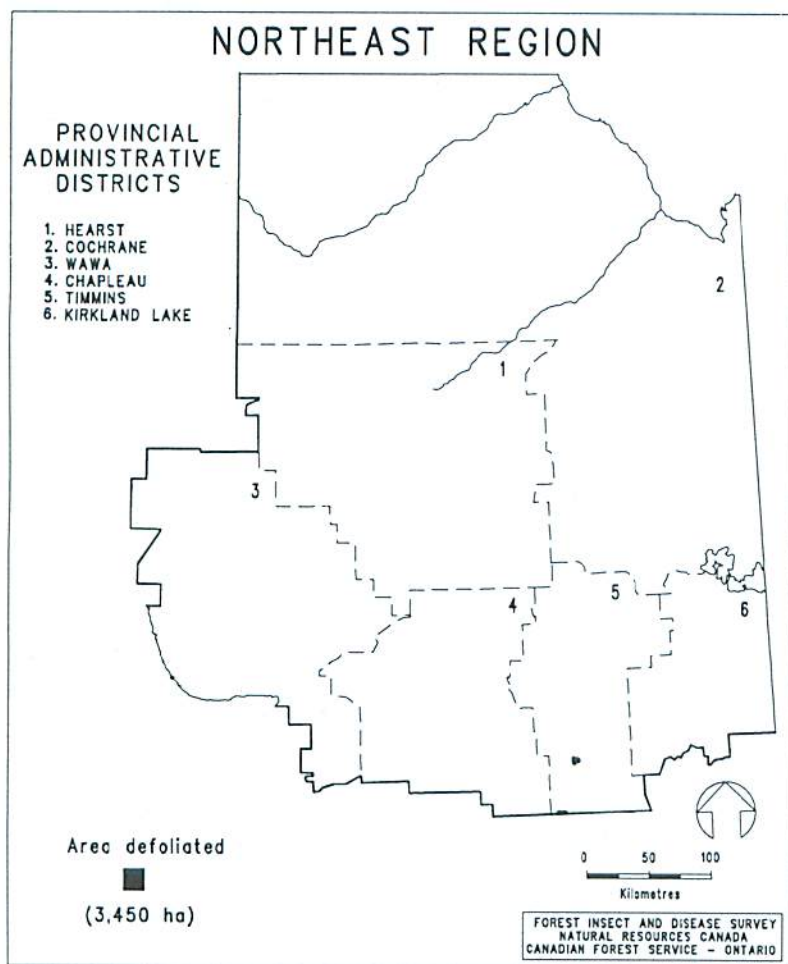 NORTHEAST REGION
PROVINCIAL
ADMINISTRATIVE
DISTRICTS
1. HEARST
2. COCHRANE
3. WAWA
4. CHAPLEAU
5. TIMMINS
6. KIRKLAND LAKE
2
1
3
4
5
6
Area defoliated
(3,450 ha)
0 50 100
Kilometres
FOREST INSECT AND DISEASE SURVEY
NATURAL RESOURCES CANADA
CANADIAN FOREST SERVICE – ONTARIO